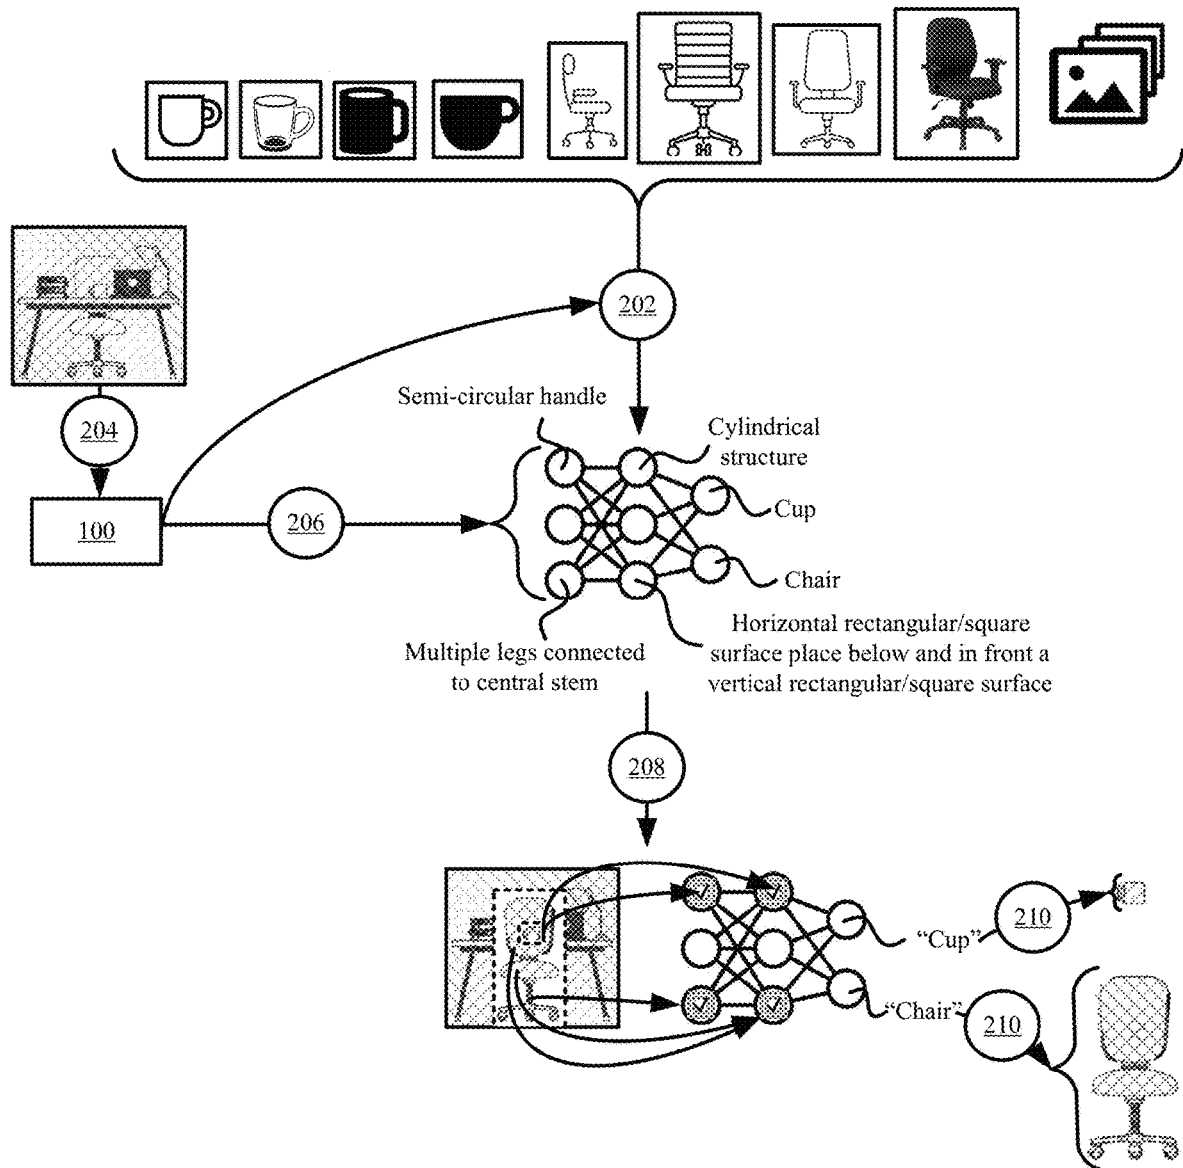 202
204
Semi-circular handle
Cylindrical
structure
Cup
100
206
Chair
Multiple legs connected
to central stem
Horizontal rectangular/square
surface place below and in front a
vertical rectangular/square surface
208
210
“Cup”
“Chair”
210